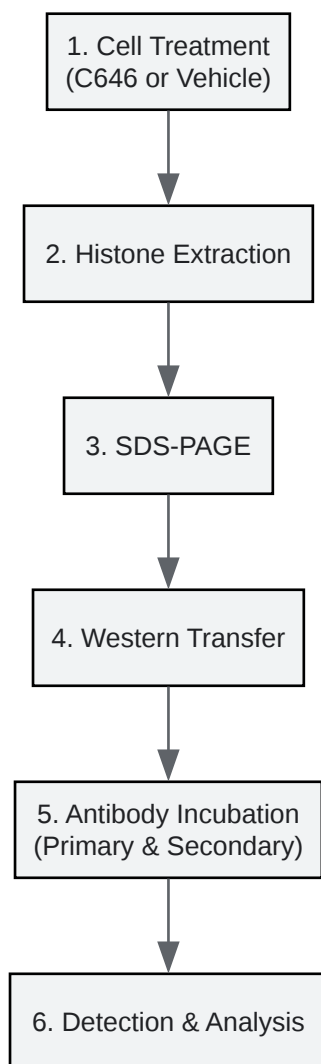 1. Cell Treatment
(C646 or Vehicle)
2. Histone Extraction
3. SDS-PAGE
4. Western Transfer
5. Antibody Incubation
(Primary & Secondary)
6. Detection & Analysis